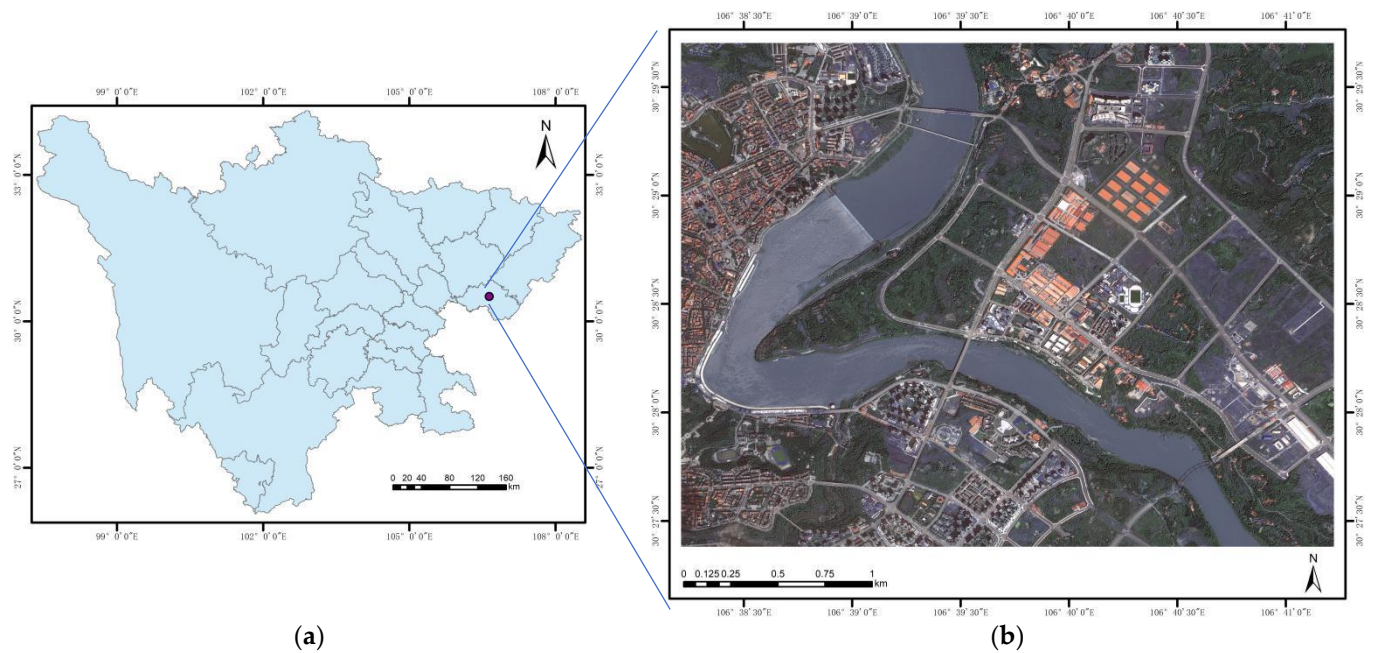 99° 0′0″E 102° 0′0″E 105° 0′0″E 108° 0′0″E
33° 0′0″N
30° 0′0″N
27° 0′0″N
33° 0′0″N
30° 0′0″N
27° 0′0″N
N
0 20 40 80 120 160
km
99° 0′0″E 102° 0′0″E 105° 0′0″E 108° 0′0″E
(a)
106° 38′30″E 106° 39′0″E 106° 39′30″E 106° 40′0″E 106° 40′30″E 106° 41′0″E
30° 29′30″N
30° 29′0″N
30° 28′30″N
30° 28′0″N
30° 27′30″N
30° 29′30″N
30° 29′0″N
30° 28′30″N
30° 28′0″N
30° 27′30″N
0 0.125 0.25 0.5 0.75 1
km
N
106° 38′30″E 106° 39′0″E 106° 39′30″E 106° 40′0″E 106° 40′30″E 106° 41′0″E
(b)